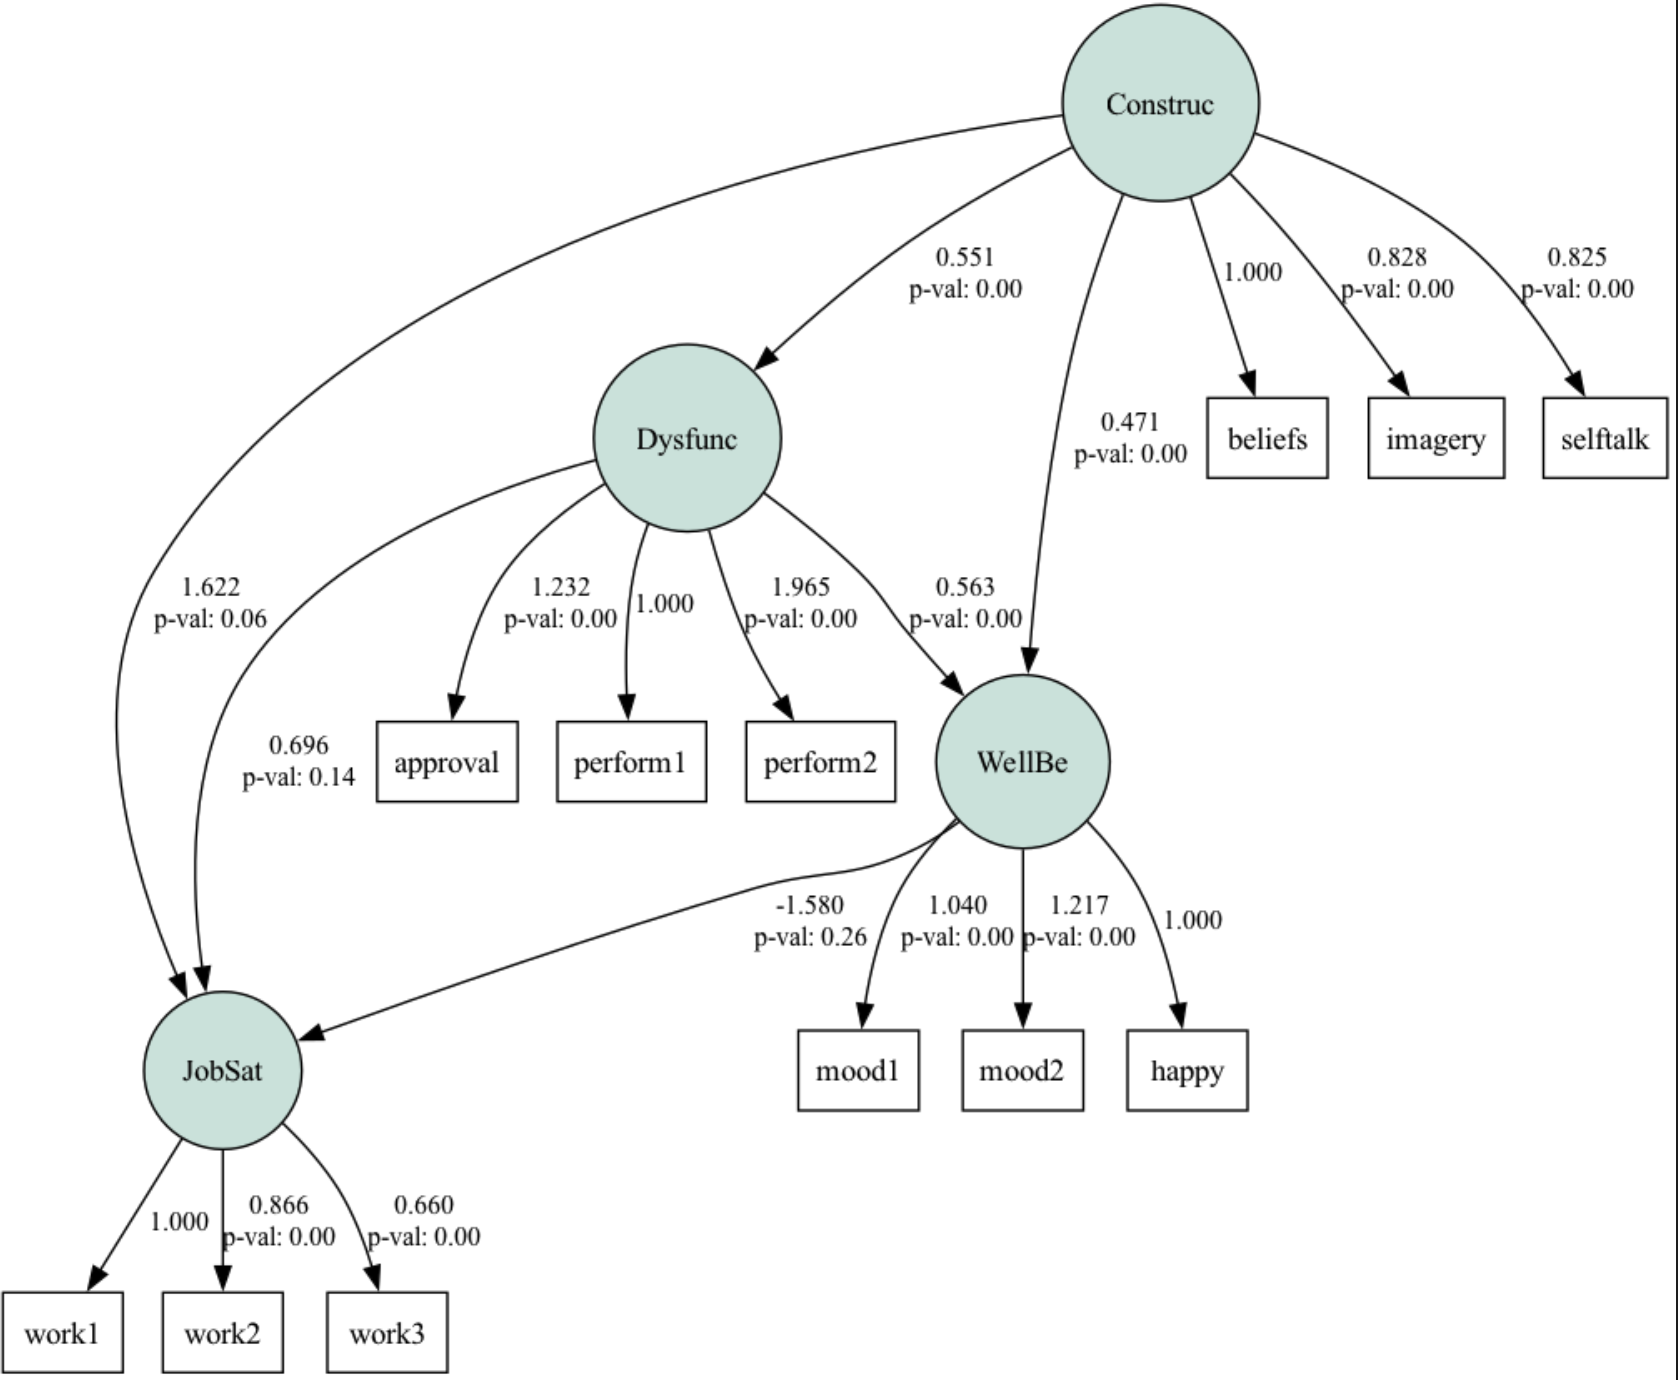 Construc
0.551
p-val: 0.00
1.000
0.828
p-val: 0.00
0.825
p-val: 0.00
Dysfunc
0.471
p-val: 0.00
beliefs
imagery
selftalk
1.622
p-val: 0.06
1.232
p-val: 0.00
1.000
1.965
p-val: 0.00
0.563
p-val: 0.00
0.696
p-val: 0.14
approval
perform1
perform2
WellBe
-1.580
p-val: 0.26
1.040
p-val: 0.00
1.217
p-val: 0.00
1.000
JobSat
mood1
mood2
happy
1.000
0.866
p-val: 0.00
0.660
p-val: 0.00
work1
work2
work3